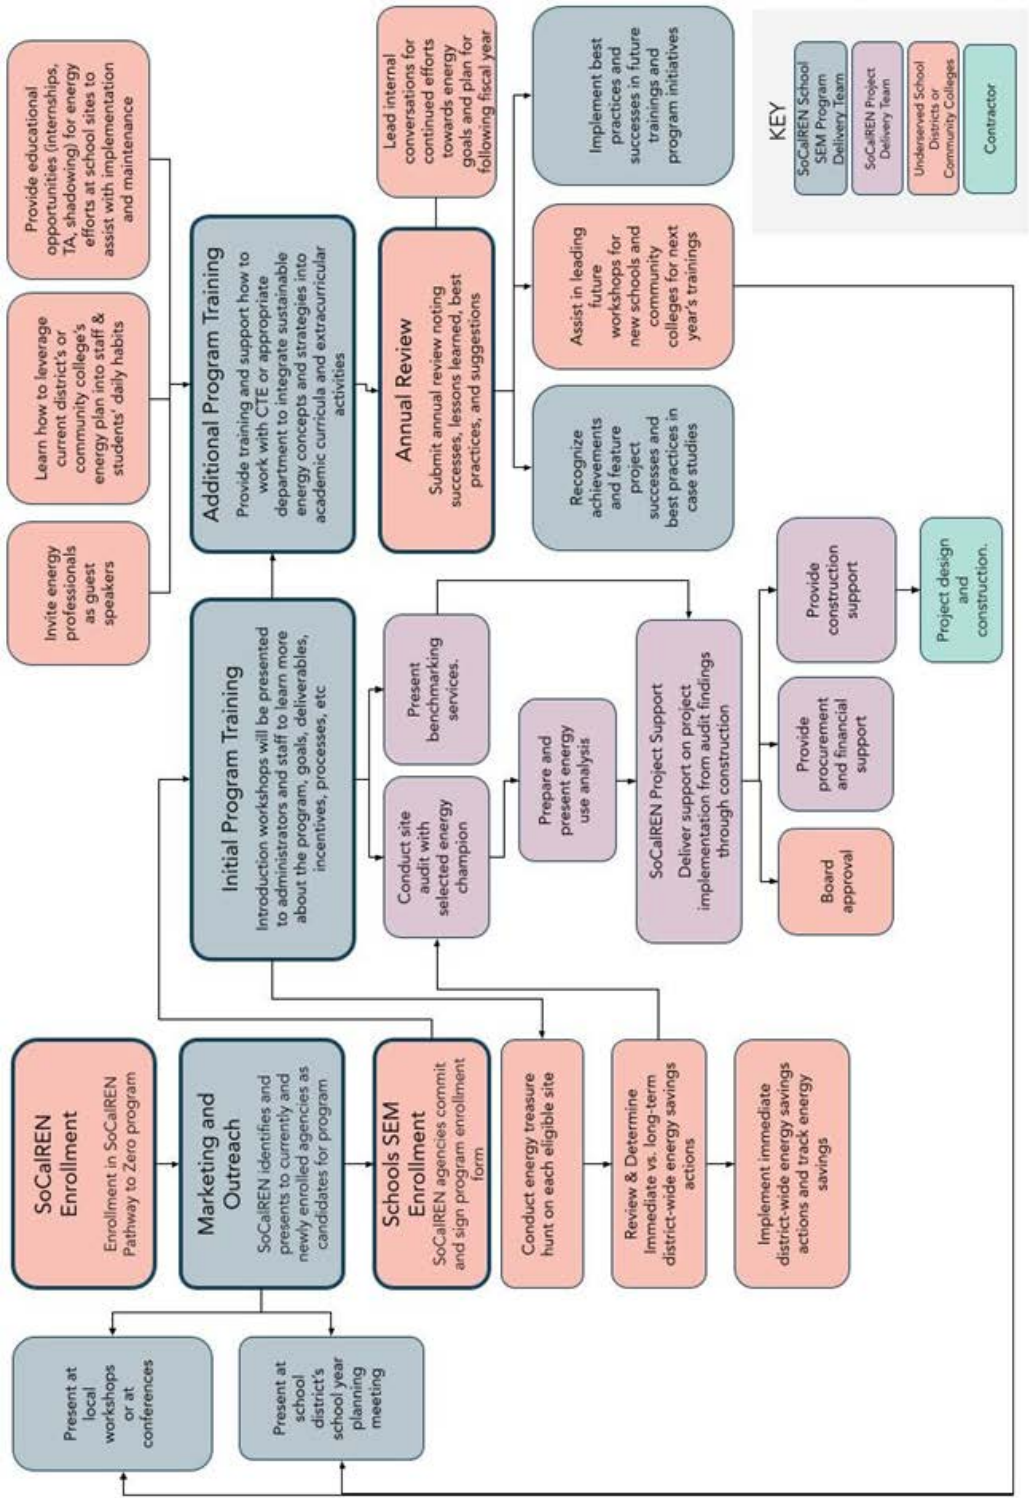 Present at
local
workshops
or at
conferences
Present at
school
district's
school year
planning
meeting
SoCalREN
Enrollment
Enrollment in SoCalREN
Pathway to Zero program
Marketing and
Outreach
SoCalREN identifies and
presents to currently and
newly enrolled agencies as
candidates for program
Schools SEM
Enrollment
SoCalREN agencies commit
and sign program enrollment
form
Conduct energy treasure
hunt on each eligible site
Review & Determine
Immediate vs. long-term
district-wide energy savings
actions
Implement immediate
district-wide energy savings
actions and track energy
savings
Initial Program Training
Introduction workshops will be presented
to administrators and staff to learn more
about the program, goals, deliverables,
incentives, processes, etc
Conduct site
audit with
selected energy
champion
Present
benchmarking
services.
Prepare and
present energy
use analysis
SoCalREN Project Support
Deliver support on project
implementation from audit findings
through construction
Board
approval
Provide
procurement
and financial
support
Provide
construction
support
Project design
and
construction.
Invite energy
professionals
as guest
speakers
Learn how to leverage
current district's or
community college's
energy plan into staff &
students' daily habits
Provide educational
opportunities (internships,
TA, shadowing) for energy
efforts at school sites to
assist with implementation
and maintenance
Additional Program Training
Provide training and support how to
work with CTE or appropriate
department to integrate sustainable
energy concepts and strategies into
academic curricula and extracurricular
activities
Annual Review
Submit annual review noting
successes, lessons learned, best
practices, and suggestions
Lead internal
conversations for
continued efforts
towards energy
goals and plan for
following fiscal year
Recognize
achievements
and feature
project
successes and
best practices in
case studies
Assist in leading
future
workshops for
new schools and
community
colleges for next
year's trainings
Implement best
practices and
successes in future
trainings and
program initiatives
KEY
SoCalREN School
SEM Program
Delivery Team
SoCalREN Project
Delivery Team
Underserved School
Districts or
Community Colleges
Contractor